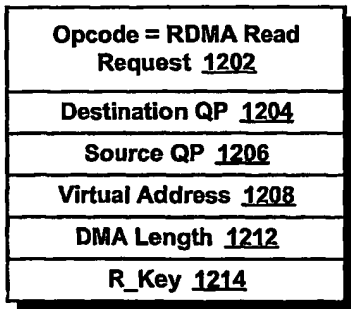 Opcode = RDMA Read
Request 1202
Destination QP 1204
Source QP 1206
Virtual Address 1208
DMA Length 1212
R_Key 1214